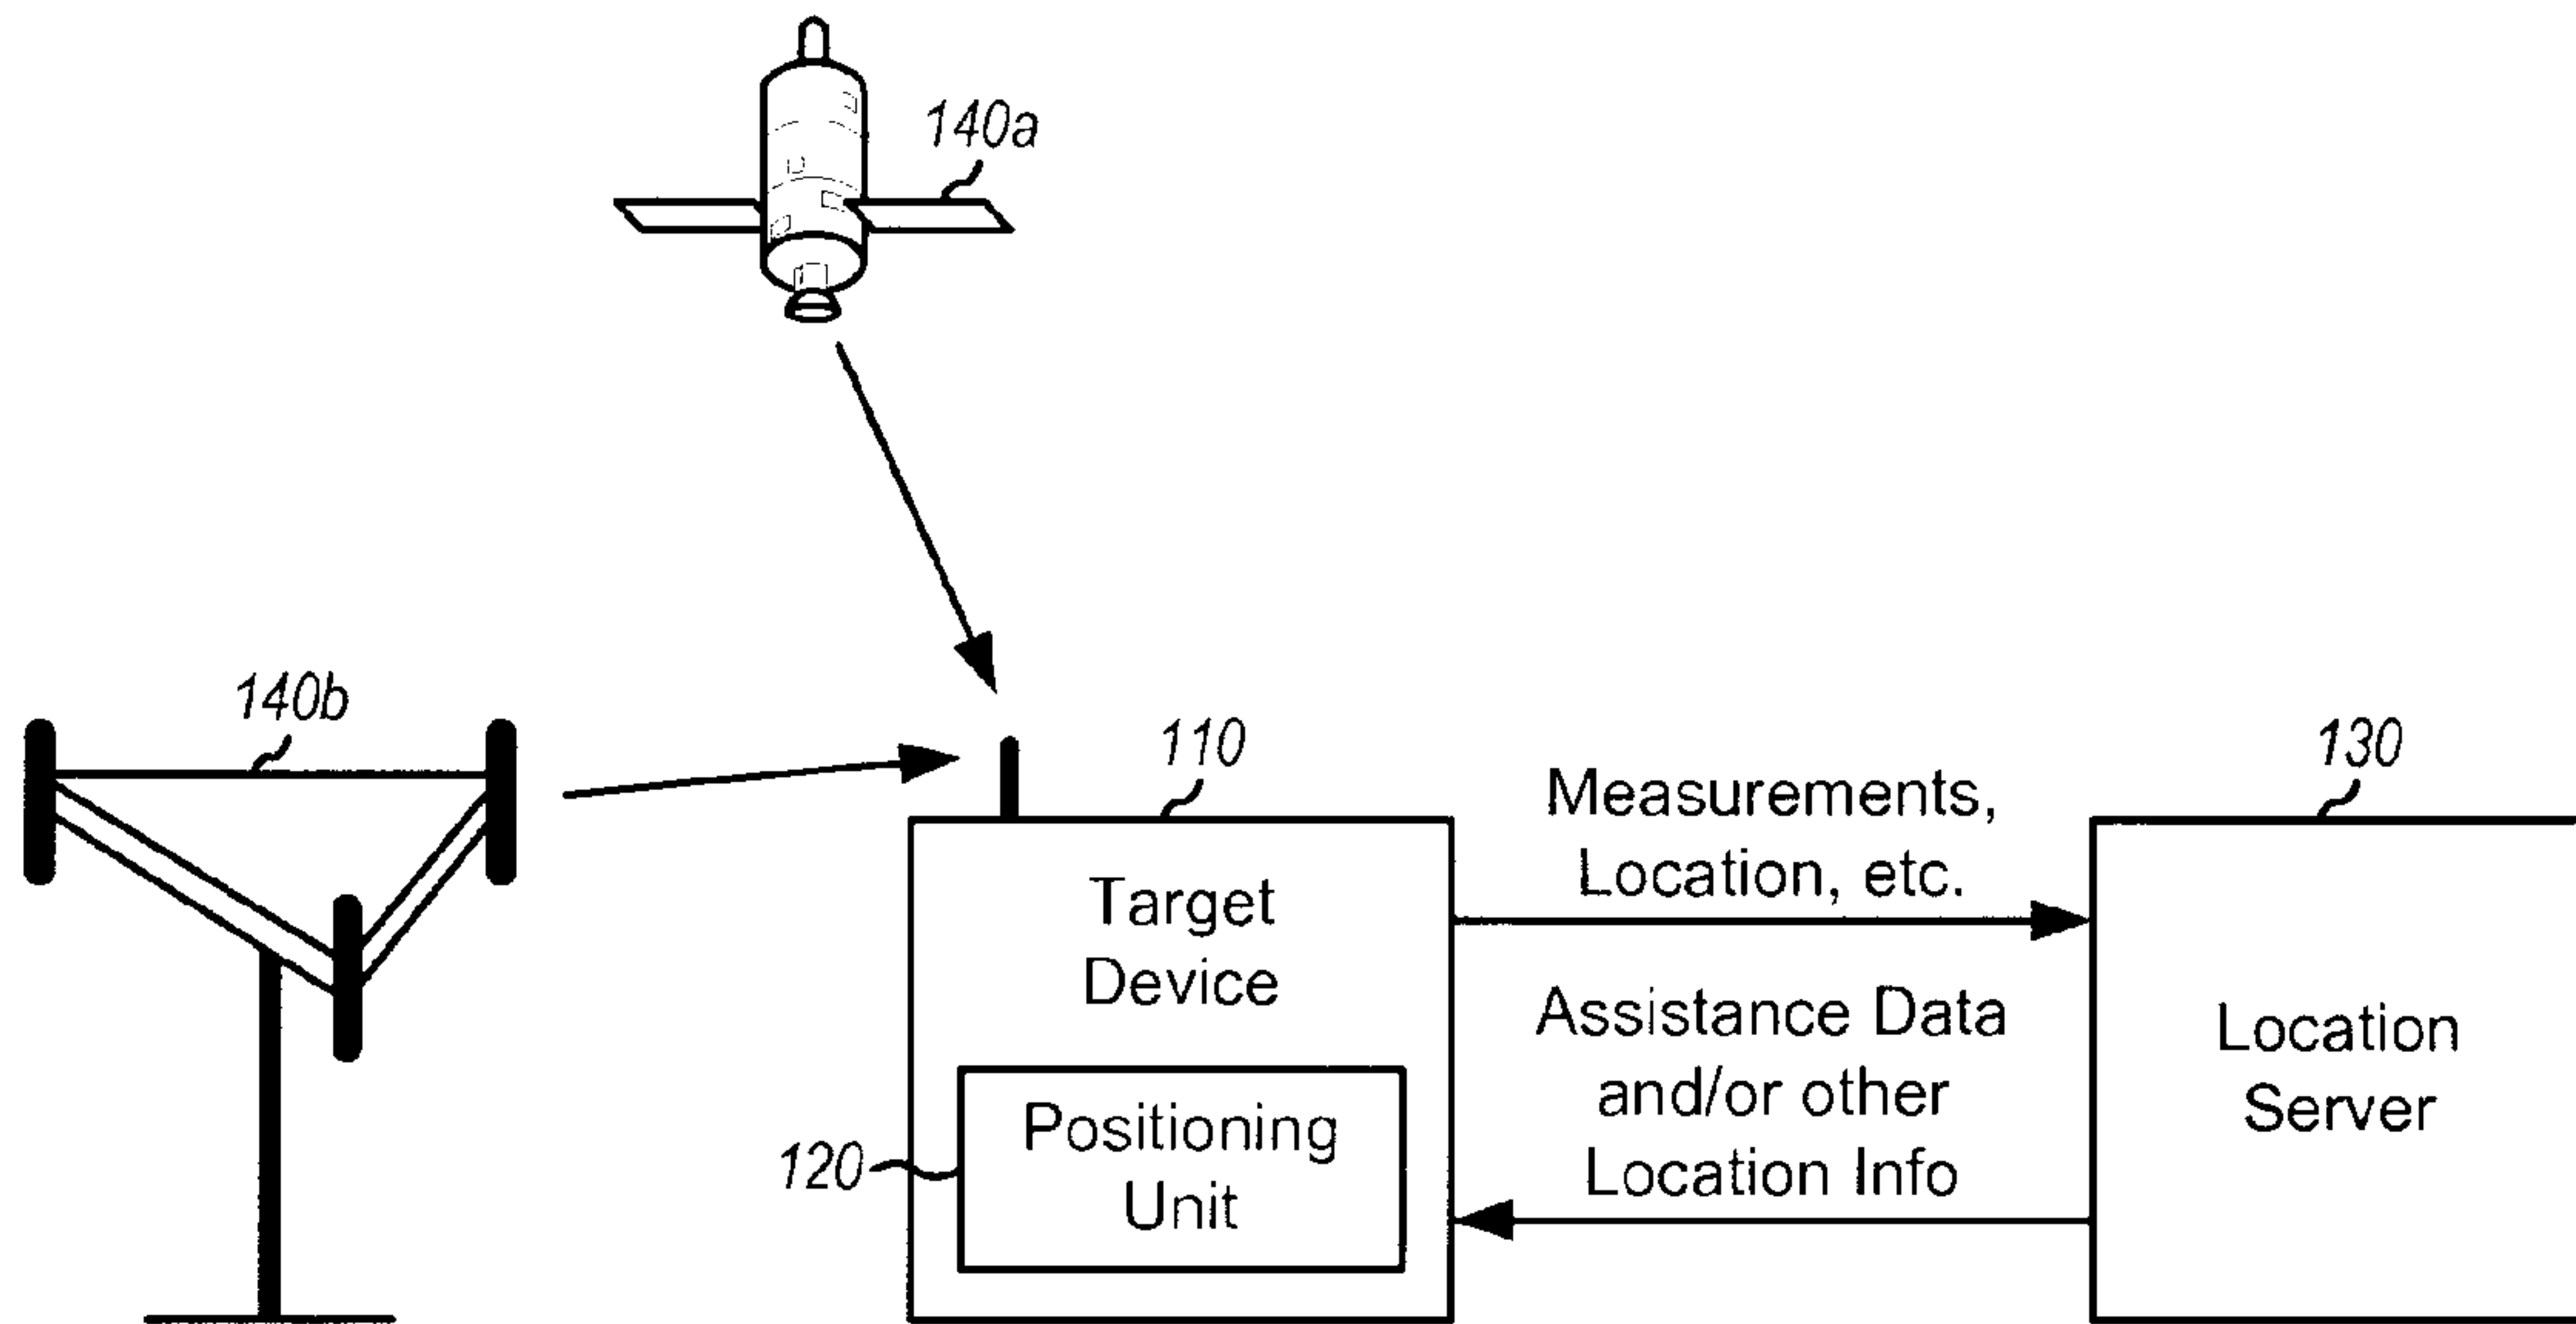 140a
140b
110
130
Measurements,
Location, etc.
Target
Device
Assistance Data
and/or other
Location Info
Location
Server
Positioning
Unit
120